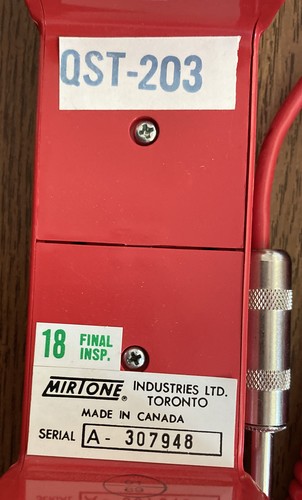 QST-203
18 FINAL
INSP.
MIRTONE ® INDUSTRIES LTD.
TORONTO
MADE IN CANADA
SERIAL A- 307948